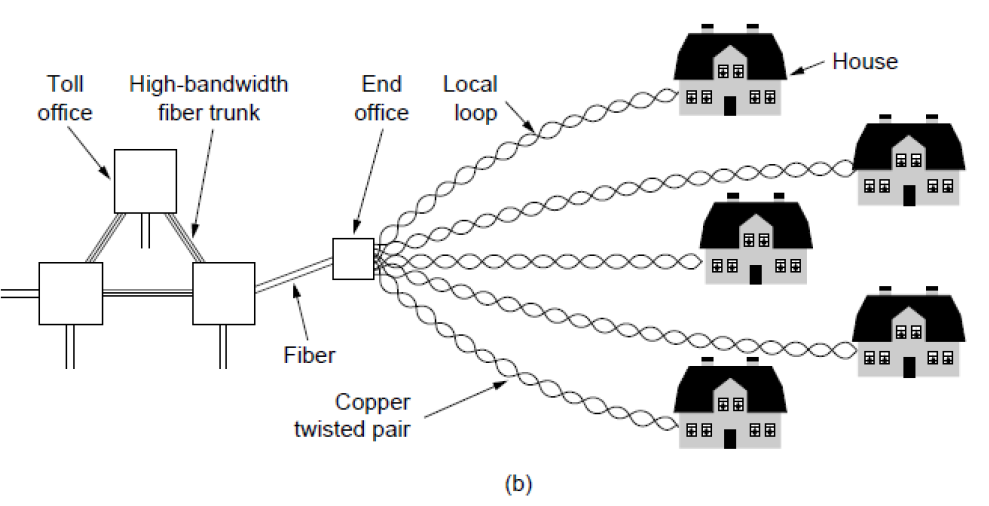 Toll
office
High-bandwidth
fiber trunk
End
office
Local
loop
House
Fiber
Copper
twisted pair
(b)